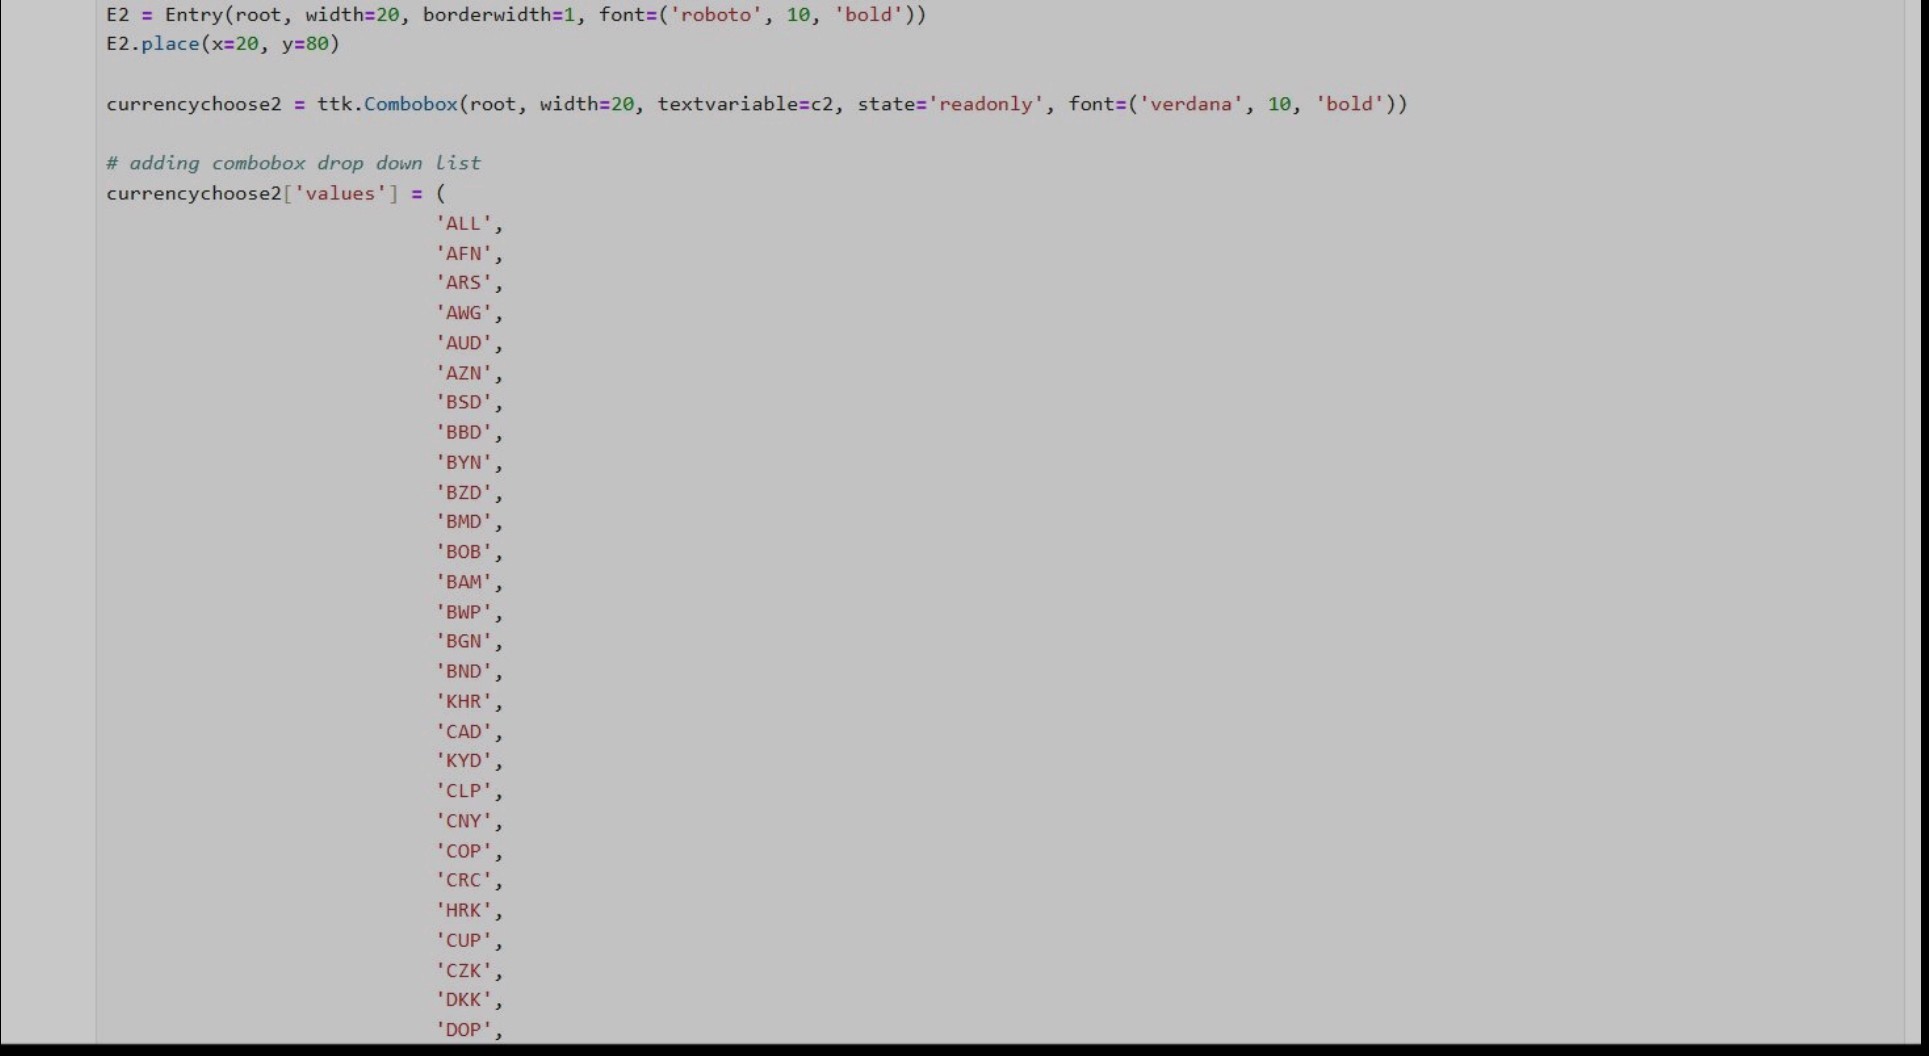 E2 = Entry(root, width=20, borderwidth=1, font=('roboto', 10, 'bold'))
E2.place(x=20, y=80)
currencychoose2 = ttk.Combobox(root, width=20, textvariable=c2, state='readonly', font=('verdana', 10, 'bold'))
# adding combobox drop down list
currencychoose2['values'] = (
'ALL',
'AFN',
'ARS',
'AWG',
'AUD',
'AZN',
'BSD',
'BBD',
'BYN',
'BZD',
'BMD',
'BOB',
'BAM',
'BWP',
'BGN',
'BND',
'KHR',
'CAD',
'KYD',
'CLP',
'CNY',
'COP',
'CRC',
'HRK',
'CUP',
'CZK',
'DKK',
'DOP',